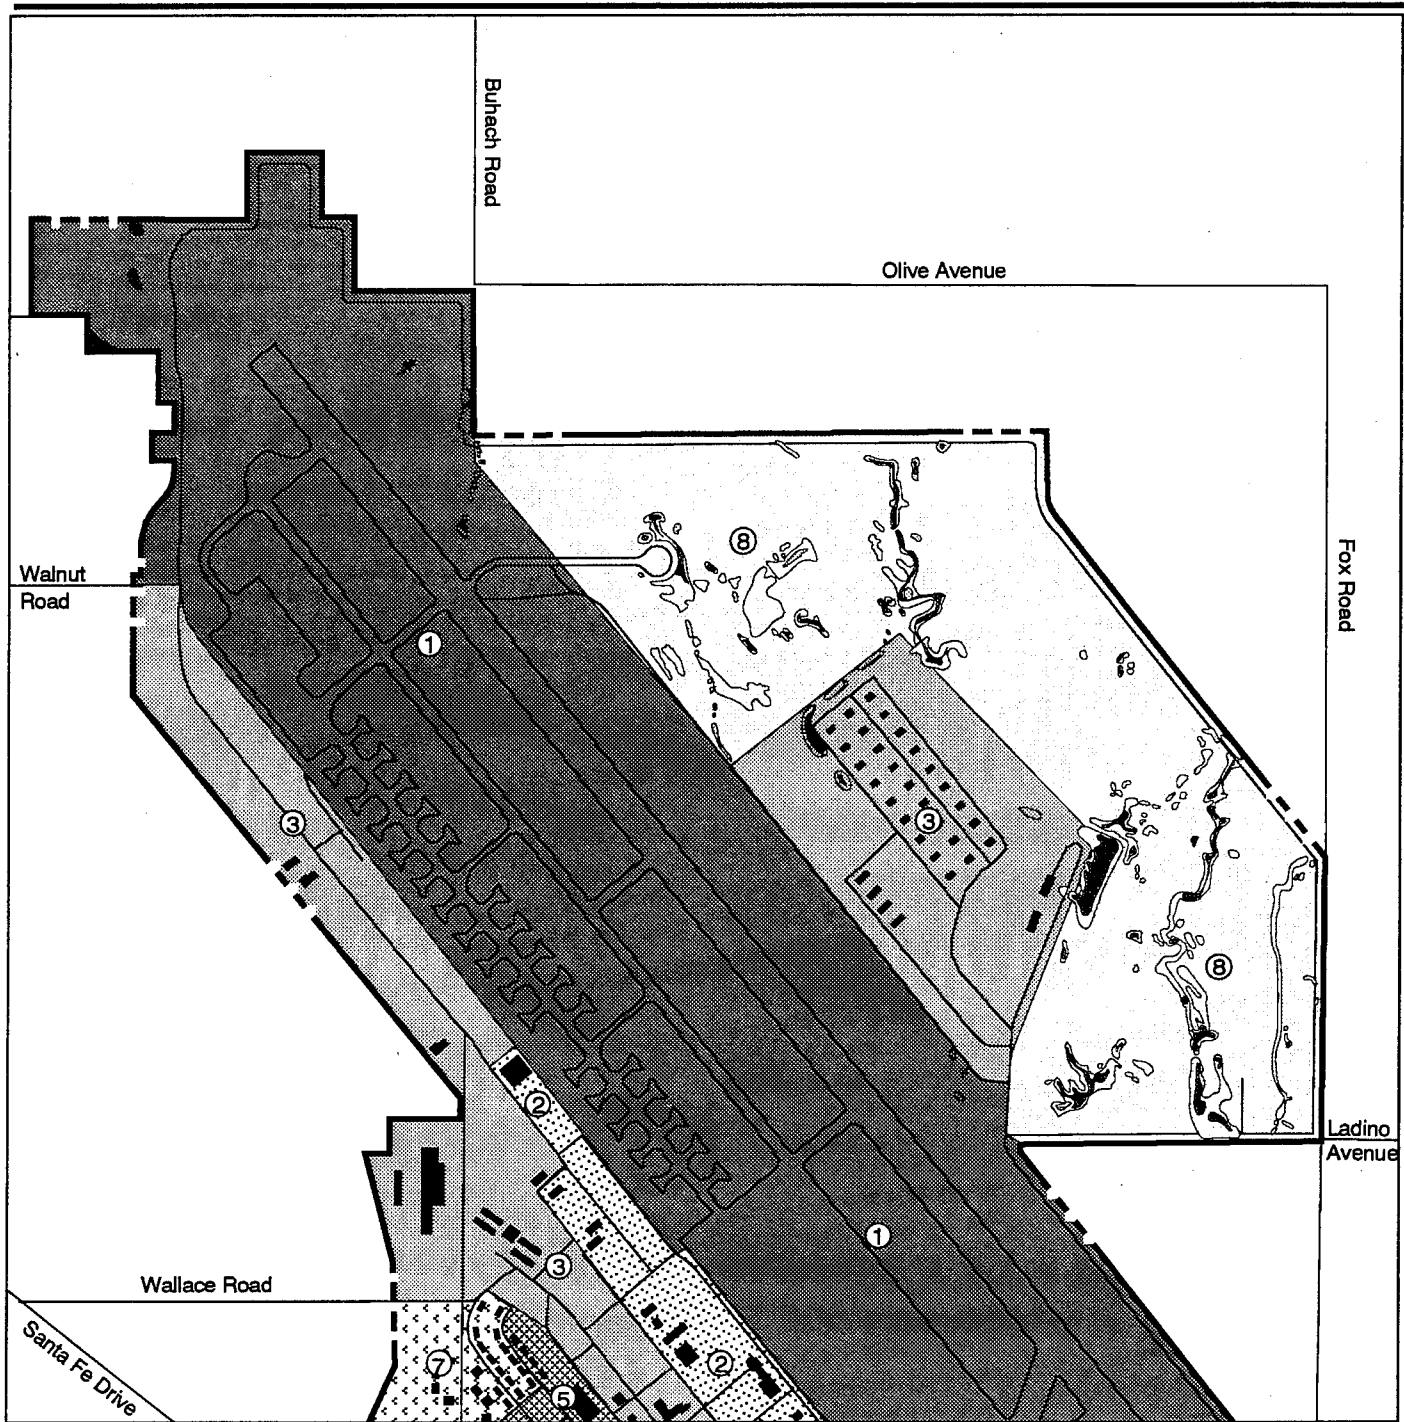 Buhach Road
Olive Avenue
⑧
Walnut
Road
Fox Road
①
③
③
⑧
②
Ladino
Avenue
①
③
Wallace Road
Santa Fe Drive
⑦
②
⑤